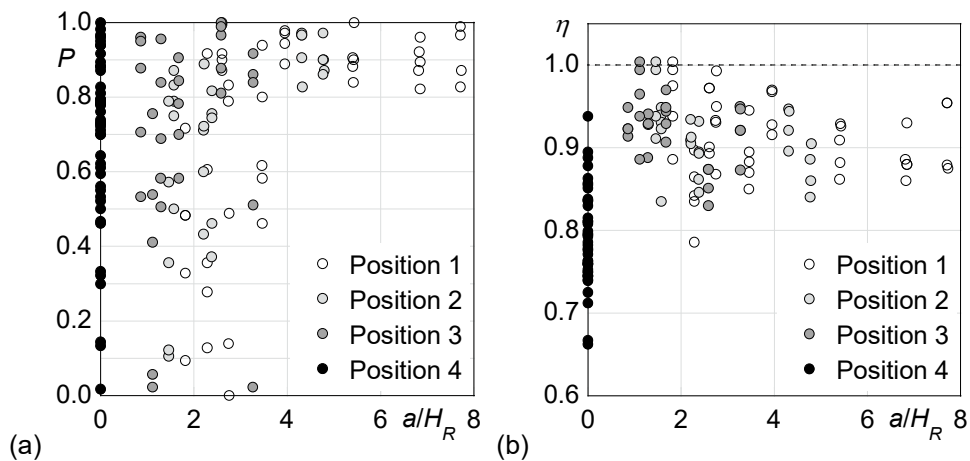 1.0
P
0.8
0.6
0.4
0.2
0.0
0
2
4
6
8
a/H_R
Position 1
Position 2
Position 3
Position 4
(a)
η
1.0
0.9
0.8
0.7
0.6
0
2
4
6
8
a/H_R
Position 1
Position 2
Position 3
Position 4
(b)